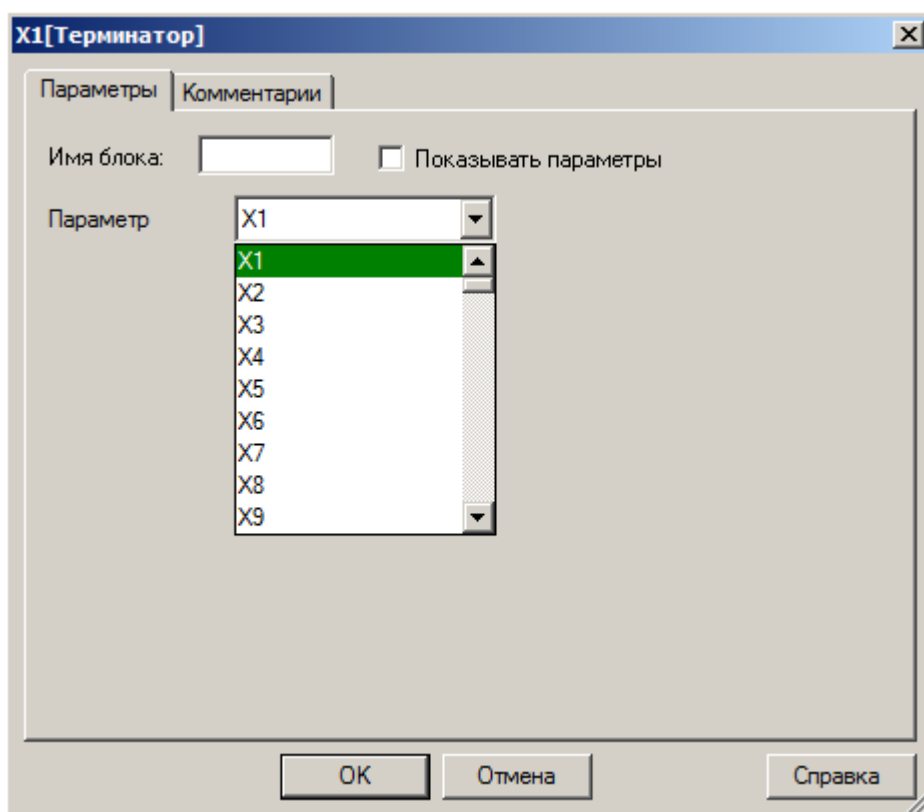 X1[Терминатор]
Параметры Комментарии
Имя блока: Показывать параметры
Параметр X1
X1
X2
X3
X4
X5
X6
X7
X8
X9
OK Отмена Справка